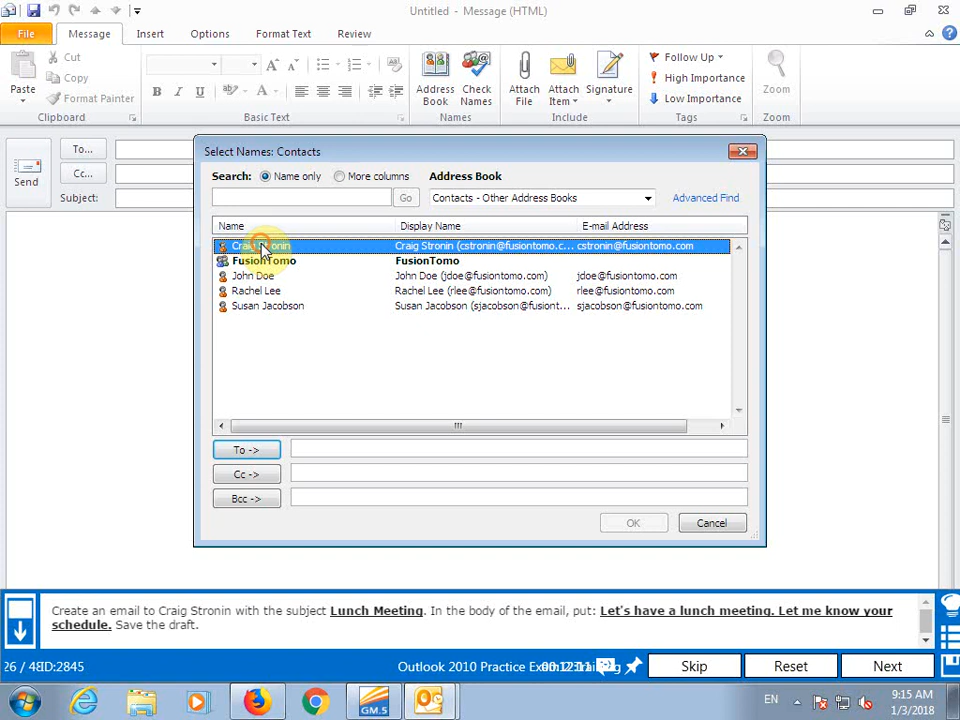 Untitled - Message (HTML)
File Message Insert Options Format Text Review
Paste
Cut
Copy
Format Painter
Clipboard
B I U
Basic Text
Address Book
Check Names
Names
Attach File
Attach Item
Signature
Include
Follow Up
High Importance
Low Importance
Tags
Zoom
Zoom
Send
To...
Cc...
Subject:
Select Names: Contacts
Search: Name only More columns Address Book
Go Contacts - Other Address Books Advanced Find
Name Display Name E-mail Address
Craig Stronin Craig Stronin (cstronin@fusiontomo.c... cstronin@fusiontomo.com
FusionTomo FusionTomo
John Doe John Doe (jdoe@fusiontomo.com) jdoe@fusiontomo.com
Rachel Lee Rachel Lee (rlee@fusiontomo.com) rlee@fusiontomo.com
Susan Jacobson Susan Jacobson (sjacobson@fusiont... sjacobson@fusiontomo.com
To ->
Cc ->
Bcc ->
OK Cancel
Create an email to Craig Stronin with the subject Lunch Meeting. In the body of the email, put: Let's have a lunch meeting. Let me know your
schedule. Save the draft.
26 / 48 ID:2845 Outlook 2010 Practice Skip Reset Next
GM.5 EN 9:15 AM
1/3/2018